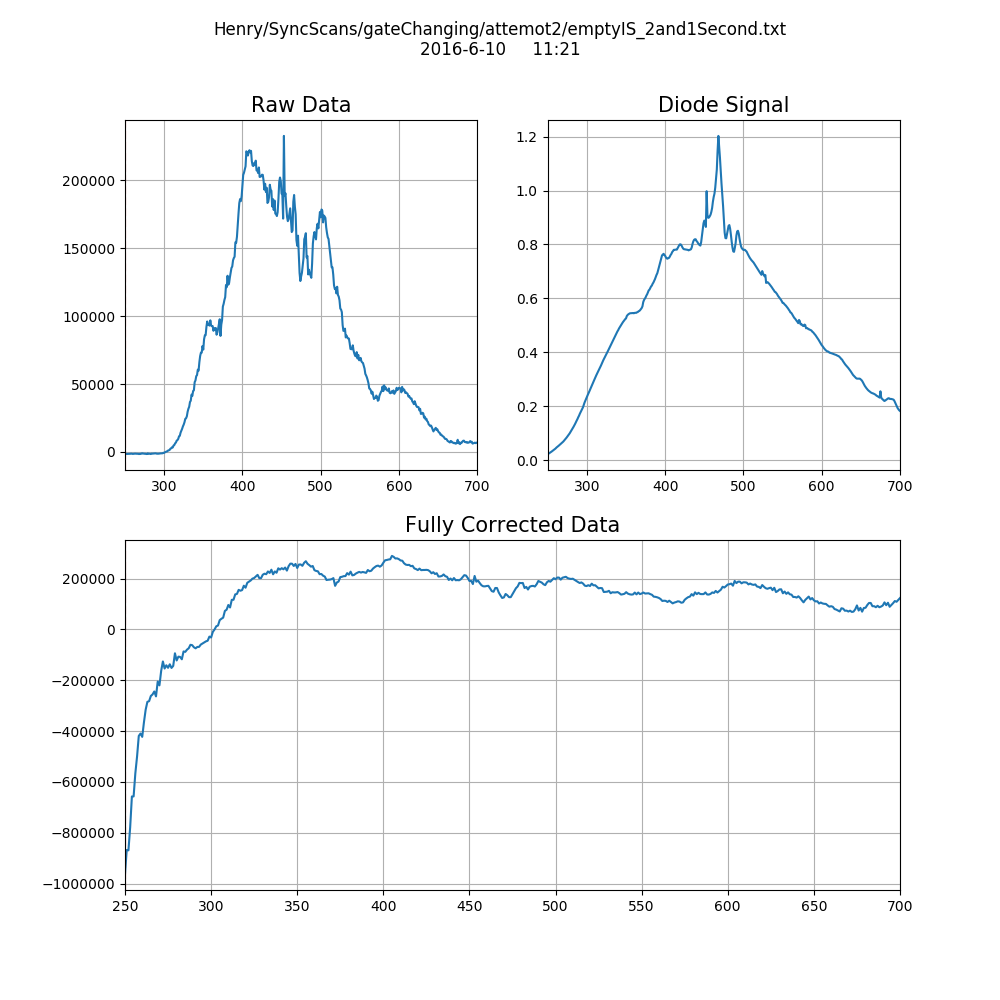 Henry/SyncScans/gateChanging/attemot2/emptyIS_2and1Second.txt
2016-6-10 11:21
Raw Data
200000
150000
100000
50000
0
300 400 500 600 700
Diode Signal
1.2
1.0
0.8
0.6
0.4
0.2
0.0
300 400 500 600 700
Fully Corrected Data
200000
0
−200000
−400000
−600000
−800000
−1000000
250 300 350 400 450 500 550 600 650 700